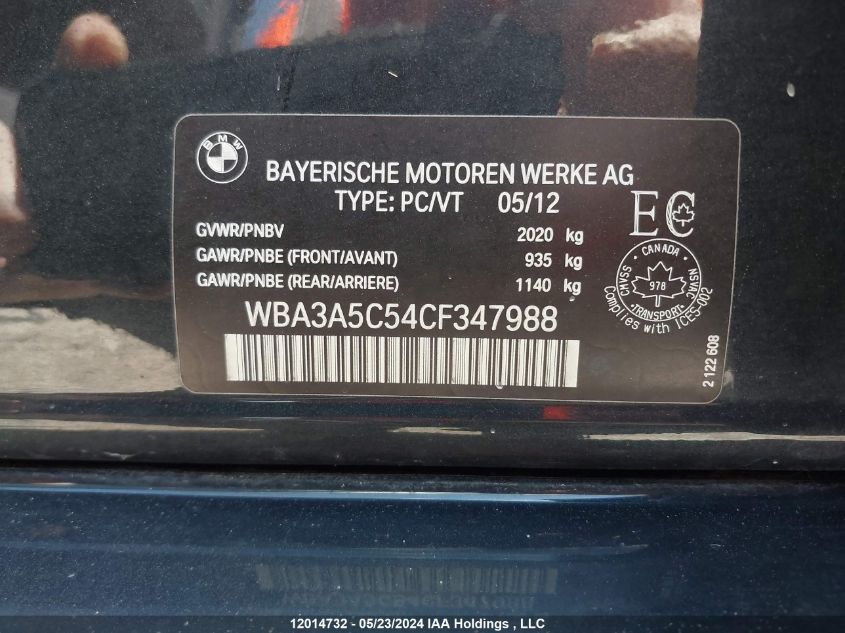 BMW
BAYERISCHE MOTOREN WERKE AG
TYPE: PC/VT 05/12
EC
GVWR/PNBV 2020 kg
GAWR/PNBE (FRONT/AVANT) 935 kg
GAWR/PNBE (REAR/ARRIERE) 1140 kg
CANADA
CMVSS
NSVAC
978
TRANSPORT
Complies with ICES-002
WBA3A5C54CF347988
2 122 608
12014732 - 05/23/2024 IAA Holdings , LLC